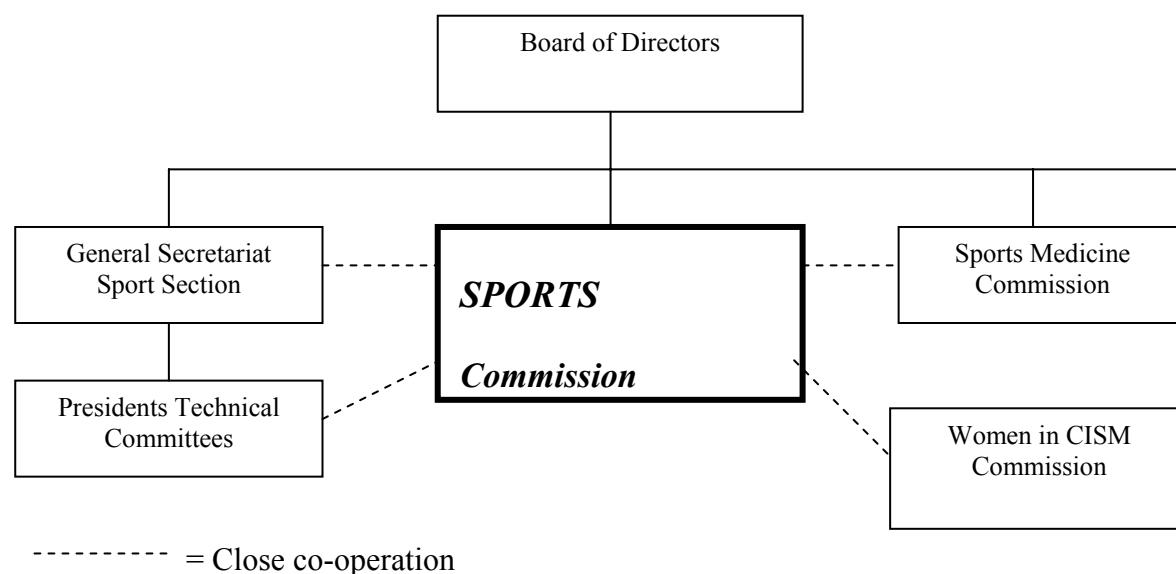 Board of Directors
General Secretariat
Sport Section
SPORTS
Commission
Sports Medicine
Commission
Presidents Technical
Committees
Women in CISM
Commission
= Close co-operation